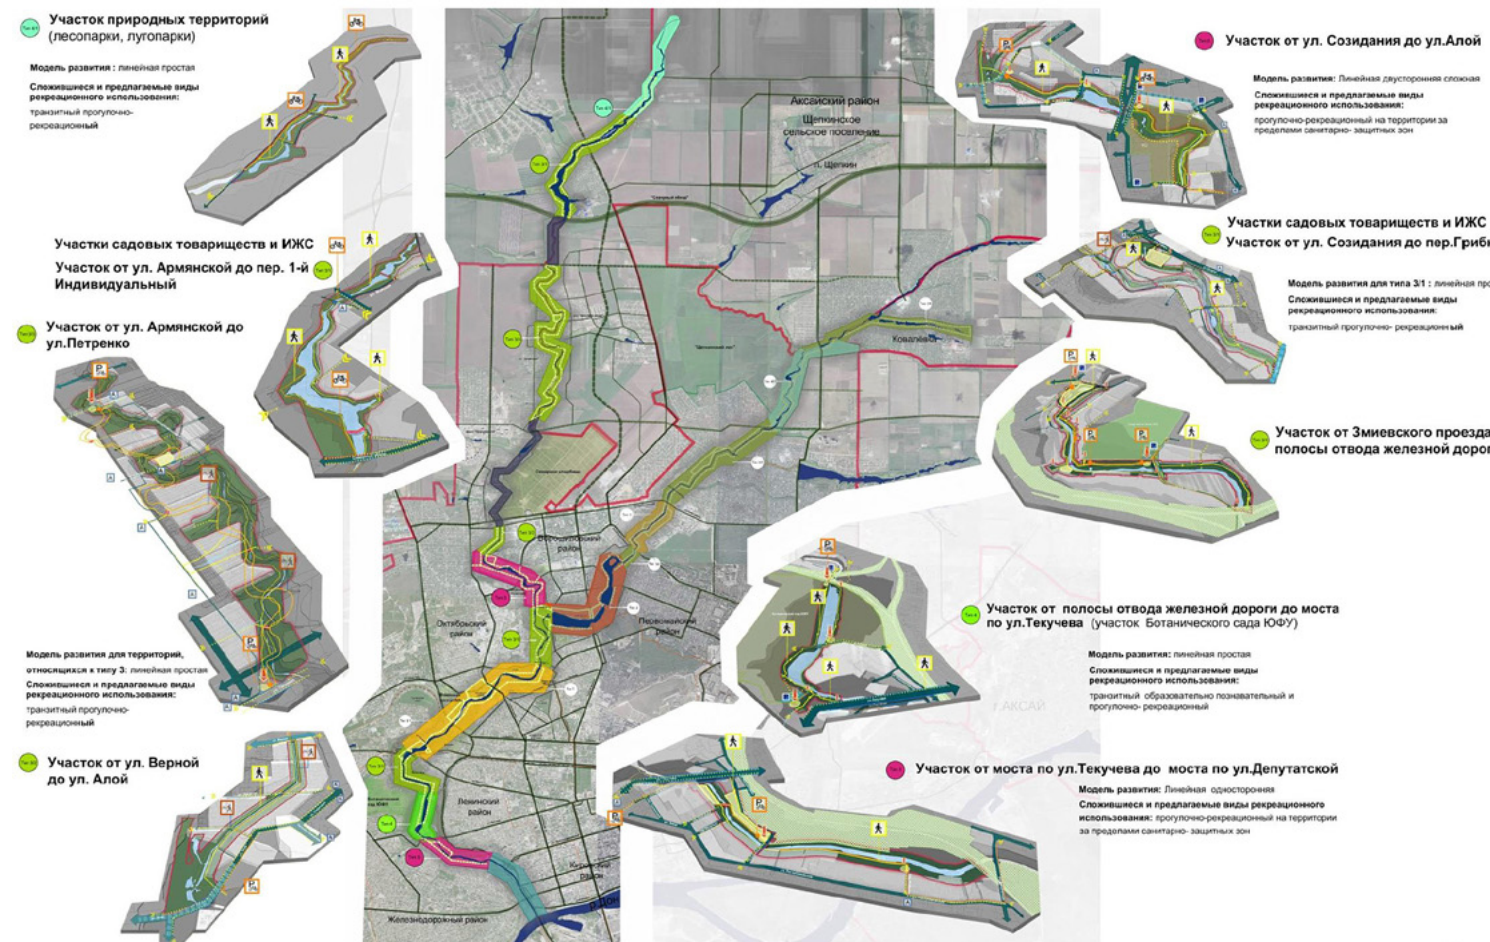 Участок природных территорий
(лесопарки, лугопарки)
Модель развития : линейная простая
Сложившиеся и предлагаемые виды
рекреационного использования:
транзитный прогулочно-
рекреационный
Участки садовых товариществ и ИЖС
Участок от ул. Армянской до пер. 1-й
Индивидуальный
Участок от ул. Армянской до
ул.Петренко
Модель развития для территорий,
относящихся к типу 3: линейная простая
Сложившиеся и предлагаемые виды
рекреационного использования:
транзитный прогулочно-
рекреационный
Участок от ул. Верной
до ул. Алой
Аксайский район
Щепкинское
сельское поселение
п. Щепкин
Ковалёвка
Ворошиловский
район
Октябрьский
район
Первомайский
район
Ленинский
район
Кировский
район
Железнодорожный район
р.Дон
г.АКСАЙ
Участок от ул. Созидания до ул.Алой
Модель развития: Линейная двусторонняя сложная
Сложившиеся и предлагаемые виды
рекреационного использования:
прогулочно-рекреационный на территории за
пределами санитарно- защитных зон
Участки садовых товариществ и ИЖС
Участок от ул. Созидания до пер.Грибн
Модель развития для типа 3/1 : линейная про
Сложившиеся и предлагаемые виды
рекреационного использования:
транзитный прогулочно- рекреационный
Участок от Змиевского проезда
полосы отвода железной дорог
Участок от полосы отвода железной дороги до моста
по ул.Текучева (участок Ботанического сада ЮФУ)
Модель развития: линейная простая
Сложившиеся и предлагаемые виды
рекреационного использования:
транзитный образовательно познавательный и
прогулочно- рекреационный
Участок от моста по ул.Текучева до моста по ул.Депутатской
Модель развития: Линейная односторонняя
Сложившиеся и предлагаемые виды рекреационного
использования: прогулочно-рекреационный на территории
за пределами санитарно- защитных зон